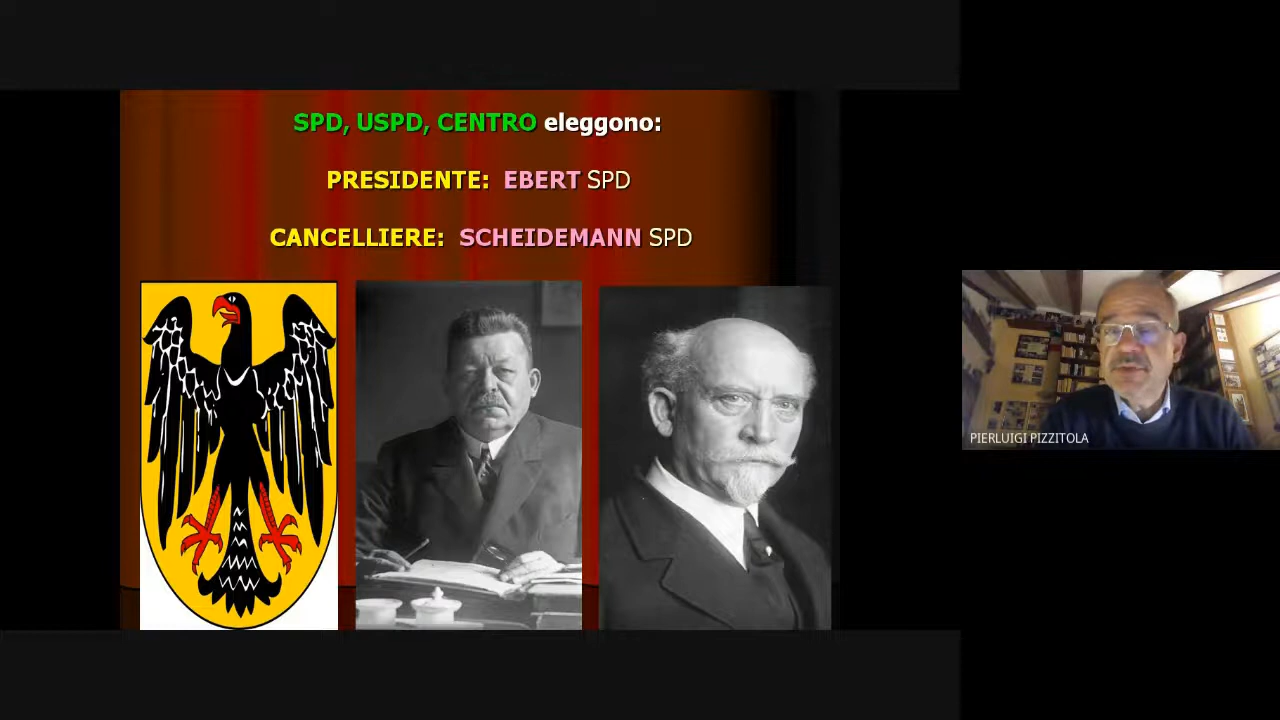 SPD, USPD, CENTRO eleggono:
PRESIDENTE: EBERT SPD
CANCELLIERE: SCHEIDEMANN SPD
PIERLUIGI PIZZITOLA